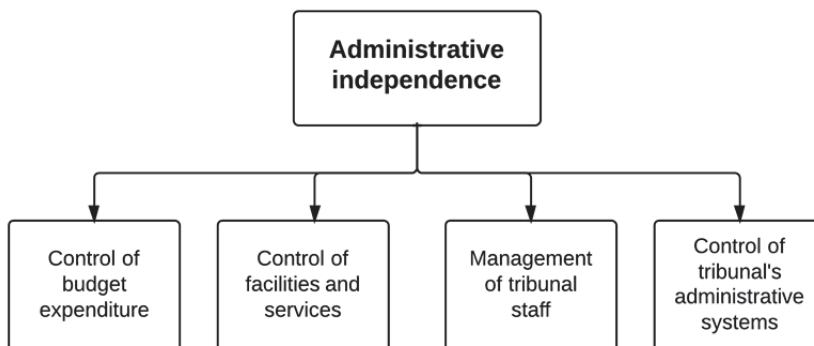 Administrative
independence
Control of
budget
expenditure
Control of
facilities and
services
Management
of tribunal
staff
Control of
tribunal's
administrative
systems